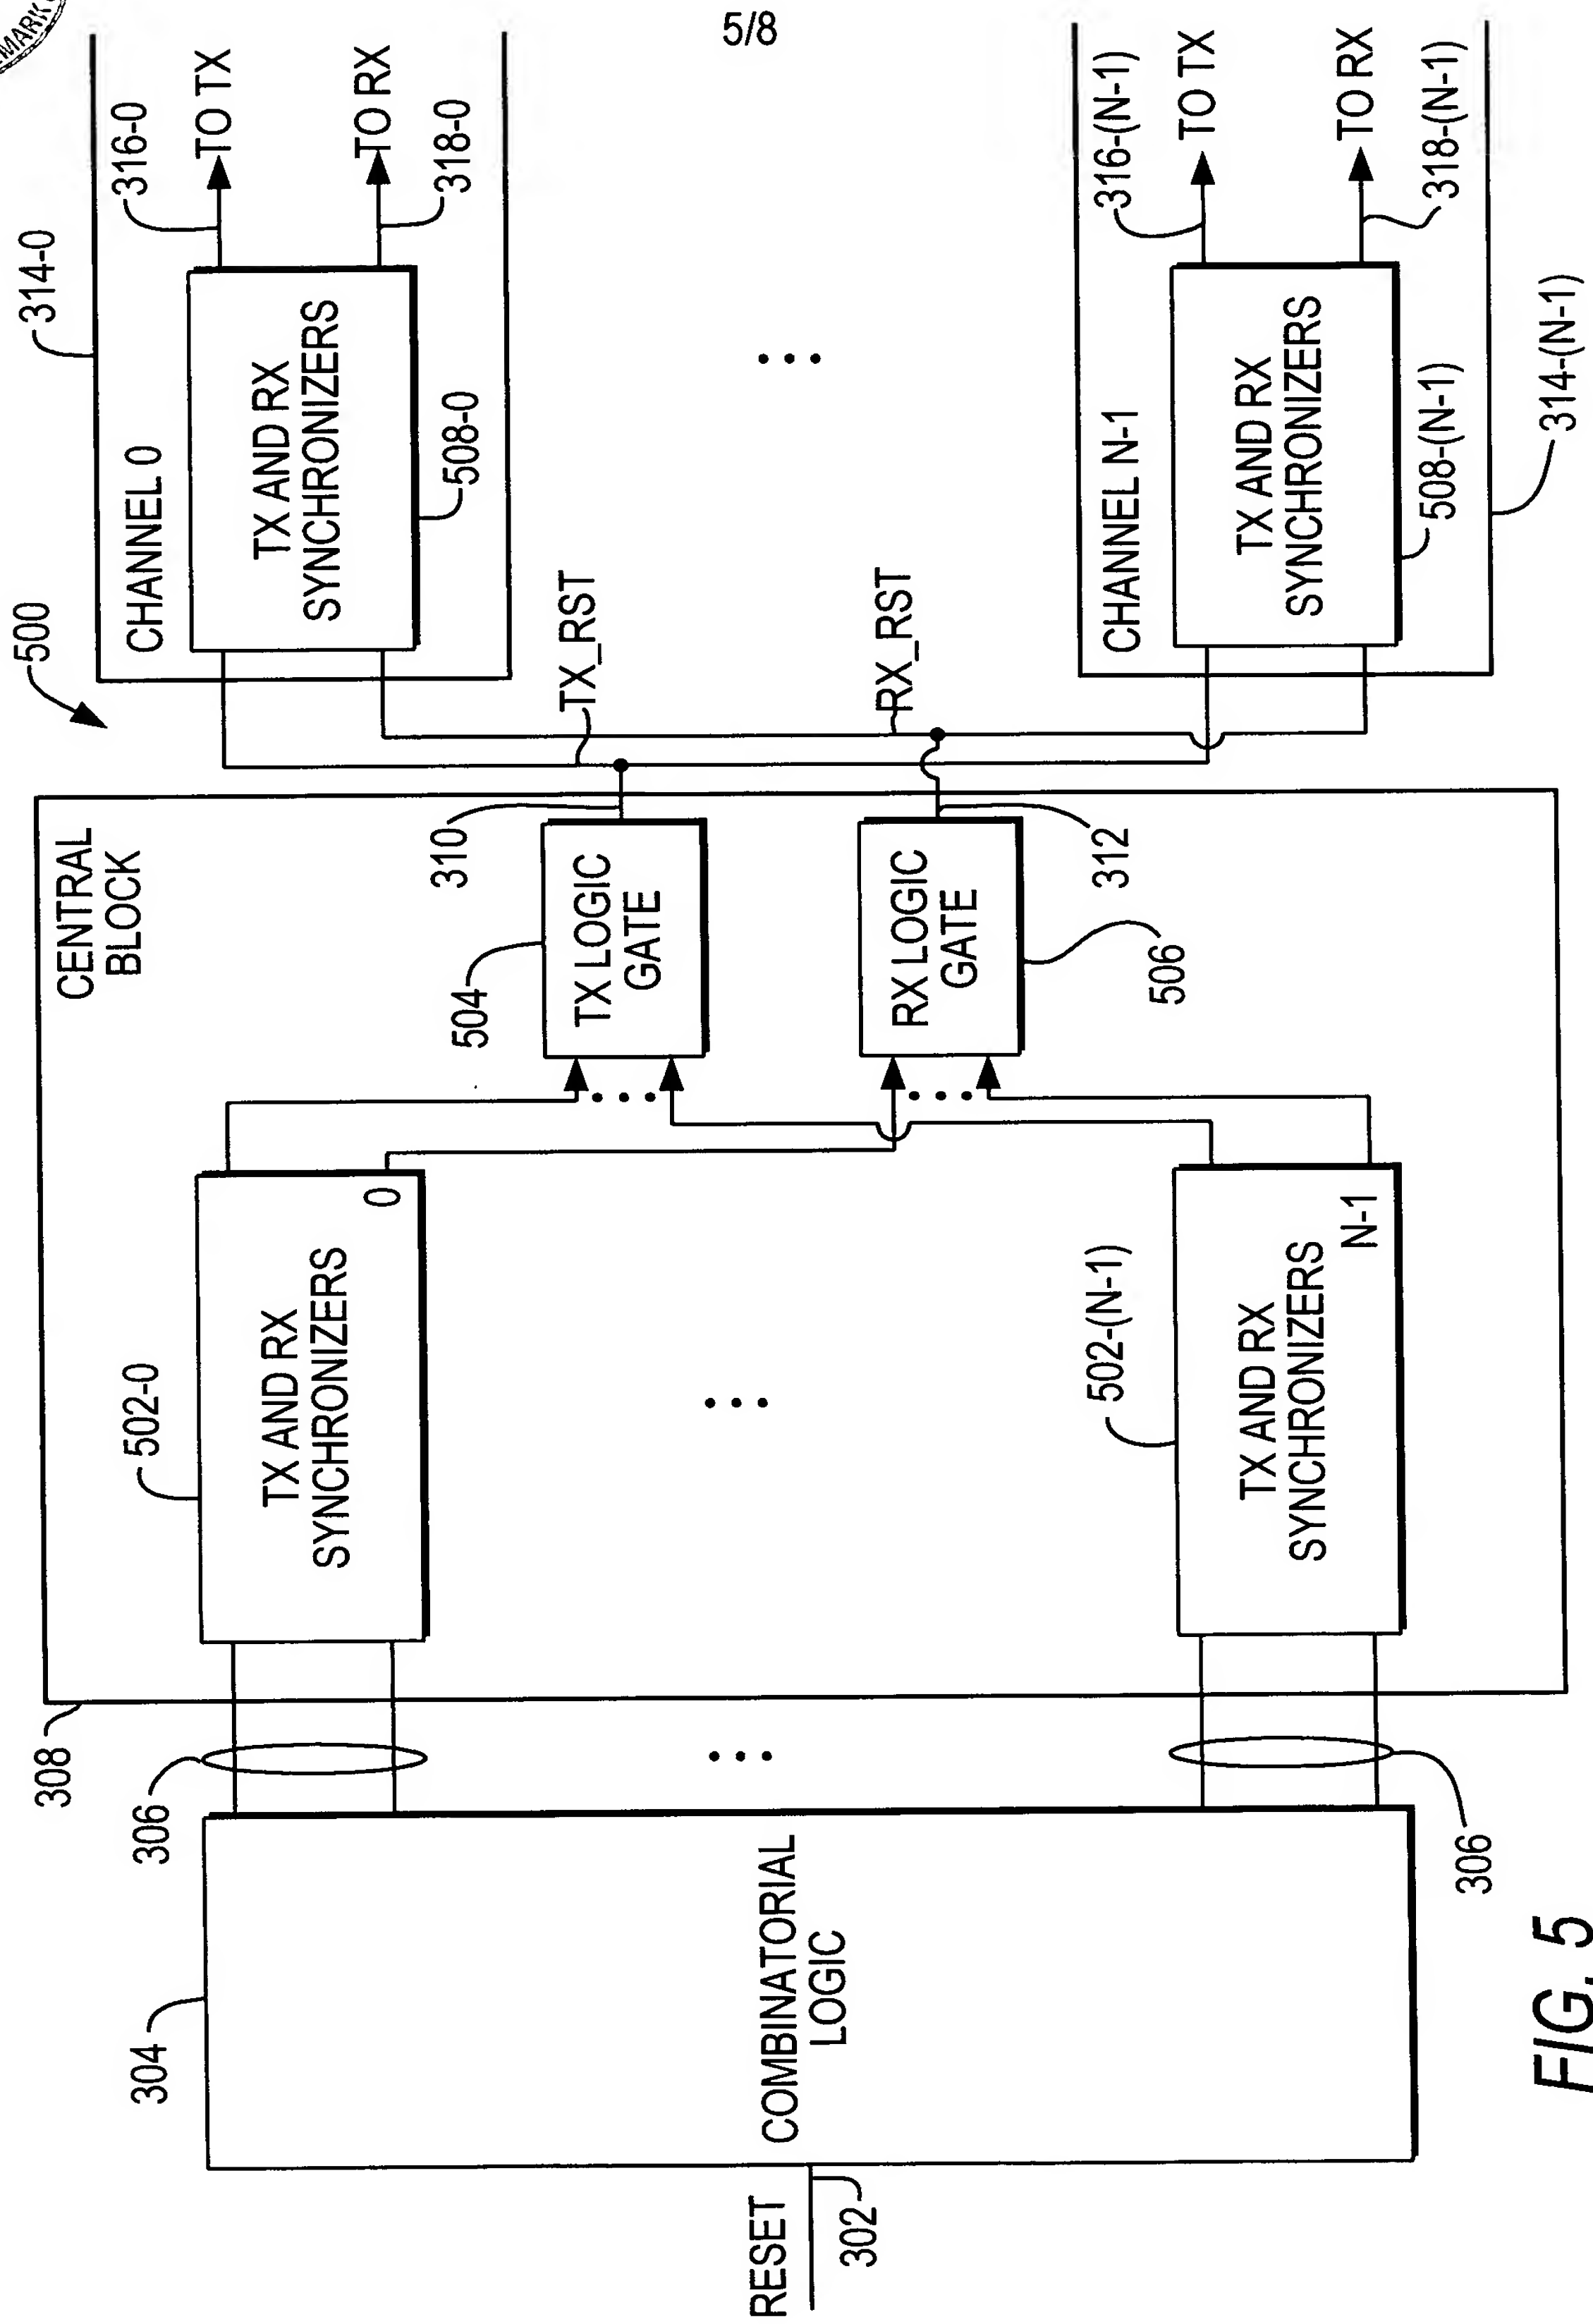 5/8
MARK
500
314-0
CHANNEL 0
316-0
TO TX
TX AND RX
SYNCHRONIZERS
508-0
TO RX
318-0
TX_RST
RX_RST
CHANNEL N-1
316-(N-1)
TO TX
TX AND RX
SYNCHRONIZERS
508-(N-1)
TO RX
318-(N-1)
314-(N-1)
CENTRAL
BLOCK
310
504
TX LOGIC
GATE
RX LOGIC
GATE
312
506
502-0
TX AND RX
SYNCHRONIZERS
0
502-(N-1)
TX AND RX
SYNCHRONIZERS
N-1
308
306
306
304
COMBINATORIAL
LOGIC
RESET
302
FIG. 5